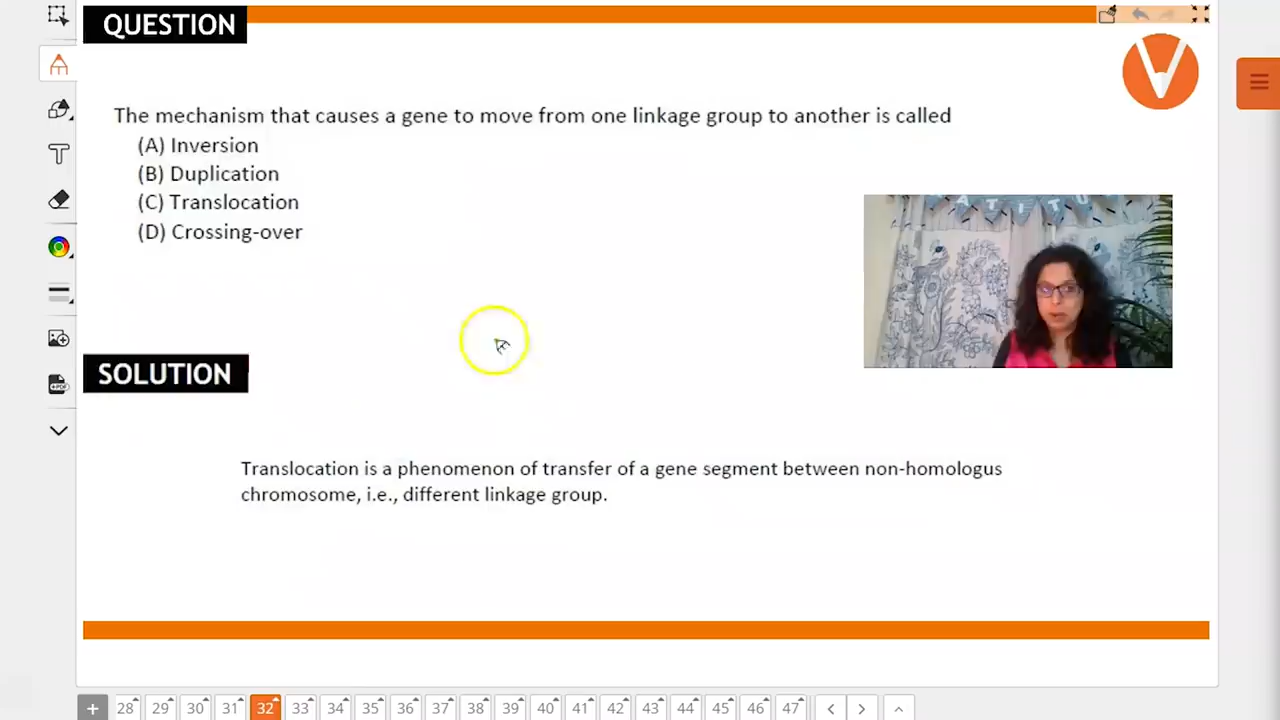 QUESTION
The mechanism that causes a gene to move from one linkage group to another is called
(A) Inversion
(B) Duplication
(C) Translocation
(D) Crossing-over
ATITU
SOLUTION
Translocation is a phenomenon of transfer of a gene segment between non-homologus
chromosome, i.e., different linkage group.
28 29 30 31 32 33 34 35 36 37 38 39 40 41 42 43 44 45 46 47